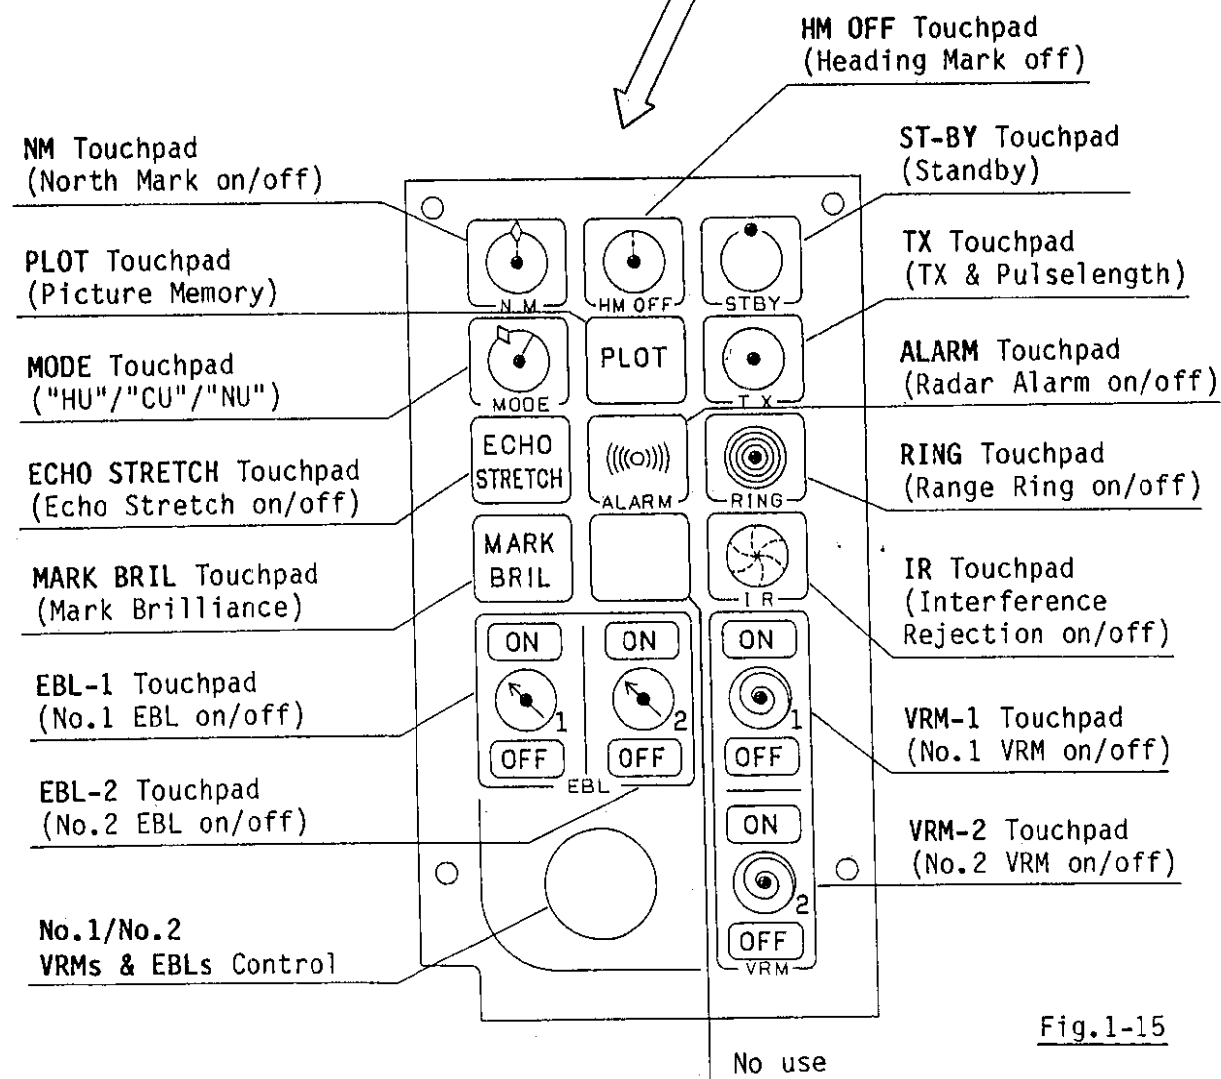 HM OFF Touchpad
(Heading Mark off)
NM Touchpad
(North Mark on/off)
ST-BY Touchpad
(Standby)
PLOT Touchpad
(Picture Memory)
TX Touchpad
(TX & Pulselength)
MODE Touchpad
("HU"/"CU"/"NU")
ALARM Touchpad
(Radar Alarm on/off)
ECHO STRETCH Touchpad
(Echo Stretch on/off)
RING Touchpad
(Range Ring on/off)
MARK BRIL Touchpad
(Mark Brilliance)
IR Touchpad
(Interference
Rejection on/off)
EBL-1 Touchpad
(No.1 EBL on/off)
VRM-1 Touchpad
(No.1 VRM on/off)
EBL-2 Touchpad
(No.2 EBL on/off)
VRM-2 Touchpad
(No.2 VRM on/off)
No.1/No.2
VRMs & EBLs Control
N M
HM OFF
STBY
MODE
PLOT
T X
ECHO
STRETCH
ALARM
RING
MARK
BRIL
I R
ON
ON
ON
1
2
1
OFF
OFF
OFF
EBL
ON
2
OFF
VRM
No use
Fig.1-15